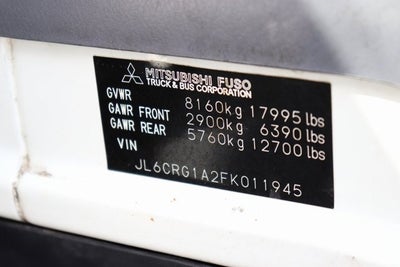 MITSUBISHI FUSO
TRUCK & BUS CORPORATION
GVWR 8160kg 17995 lbs
GAWR FRONT 2900kg 6390 lbs
GAWR REAR 5760kg 12700 lbs
VIN
JL6CRG1A2FK011945